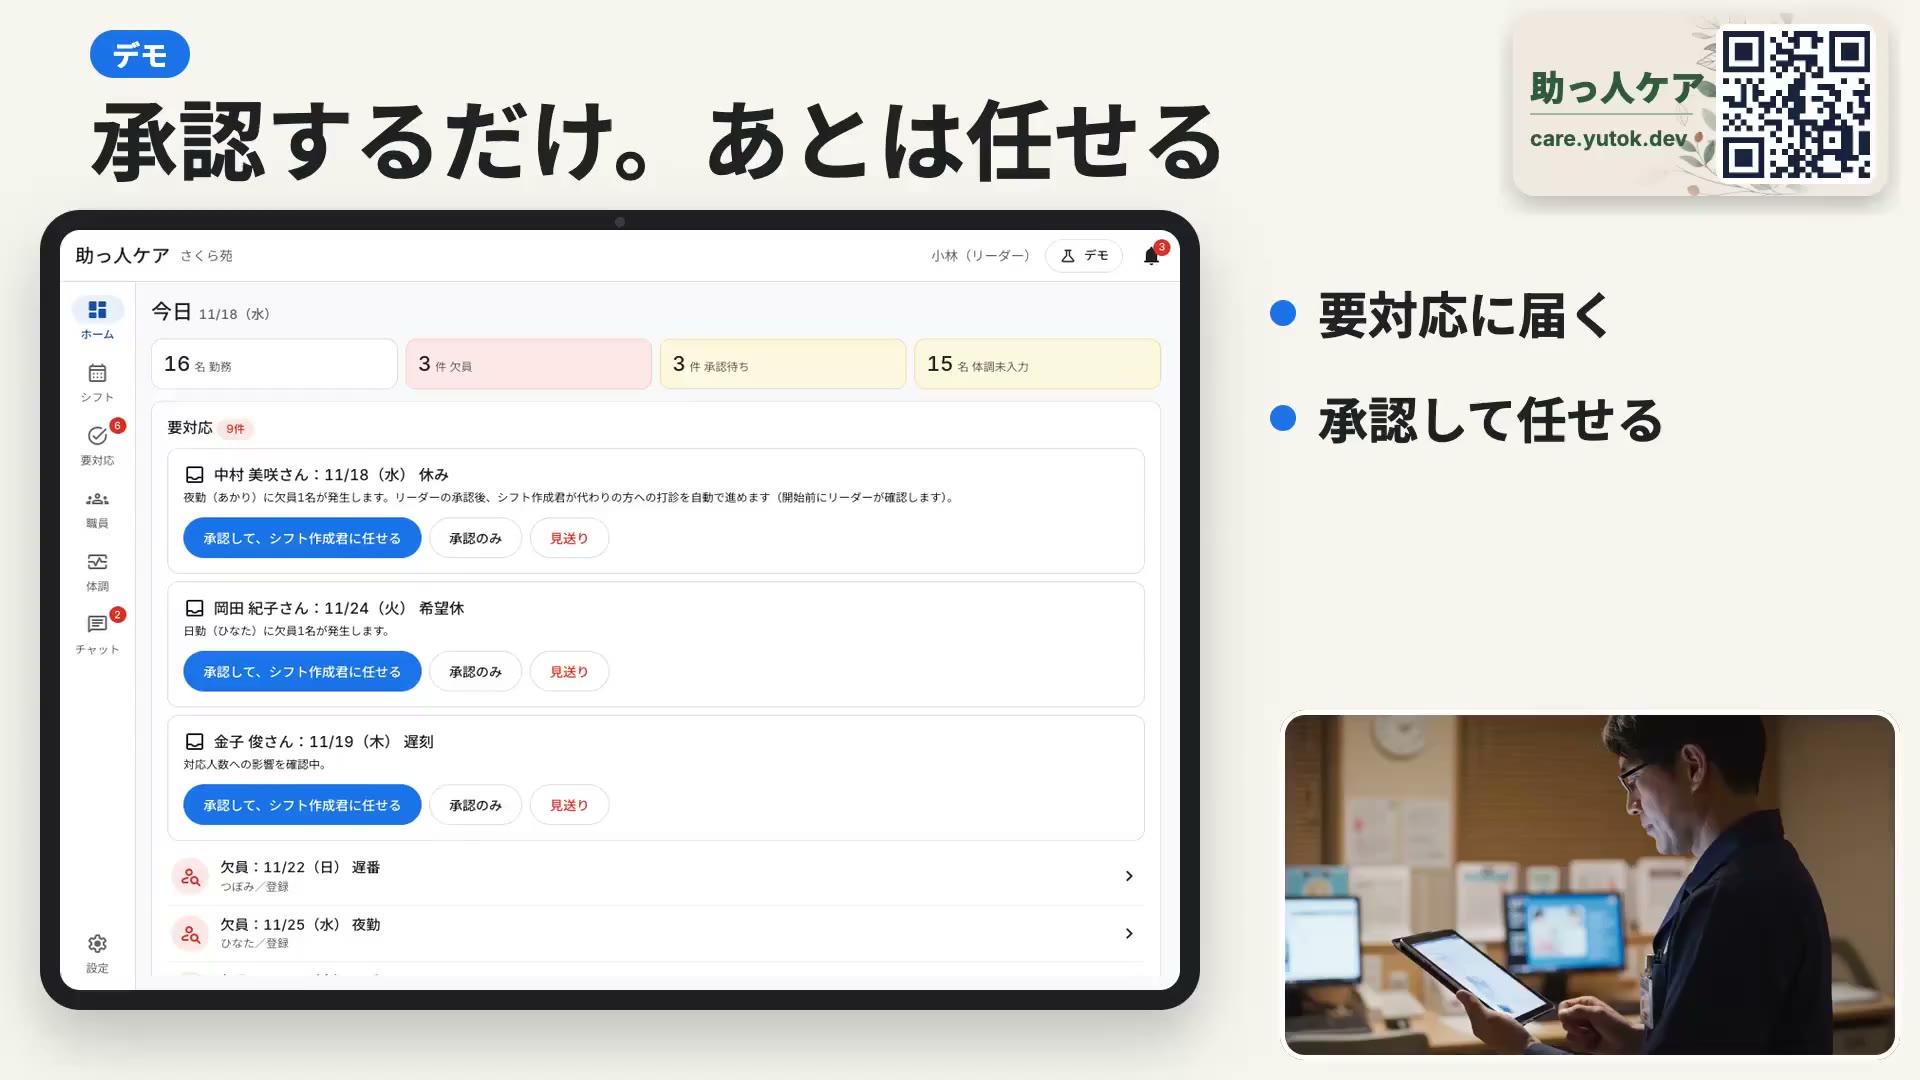 デモ
承認するだけ。あとは任せる
助っ人ケア
care.yutok.dev
助っ人ケア さくら苑
小林（リーダー）
デモ
3
ホーム
シフト
6
要対応
職員
体調
2
チャット
設定
今日 11/18（水）
16 名 勤務
3 件 欠員
3 件 承認待ち
15 名 体調未入力
要対応 9件
中村 美咲さん：11/18（水） 休み
夜勤（あかり）に欠員1名が発生します。リーダーの承認後、シフト作成君が代わりの方への打診を自動で進めます（開始前にリーダーが確認します）。
承認して、シフト作成君に任せる
承認のみ
見送り
岡田 紀子さん：11/24（火） 希望休
日勤（ひなた）に欠員1名が発生します。
承認して、シフト作成君に任せる
承認のみ
見送り
金子 俊さん：11/19（木） 遅刻
対応人数への影響を確認中。
承認して、シフト作成君に任せる
承認のみ
見送り
欠員：11/22（日） 遅番
つぼみ／登録
欠員：11/25（水） 夜勤
ひなた／登録
要対応に届く
承認して任せる